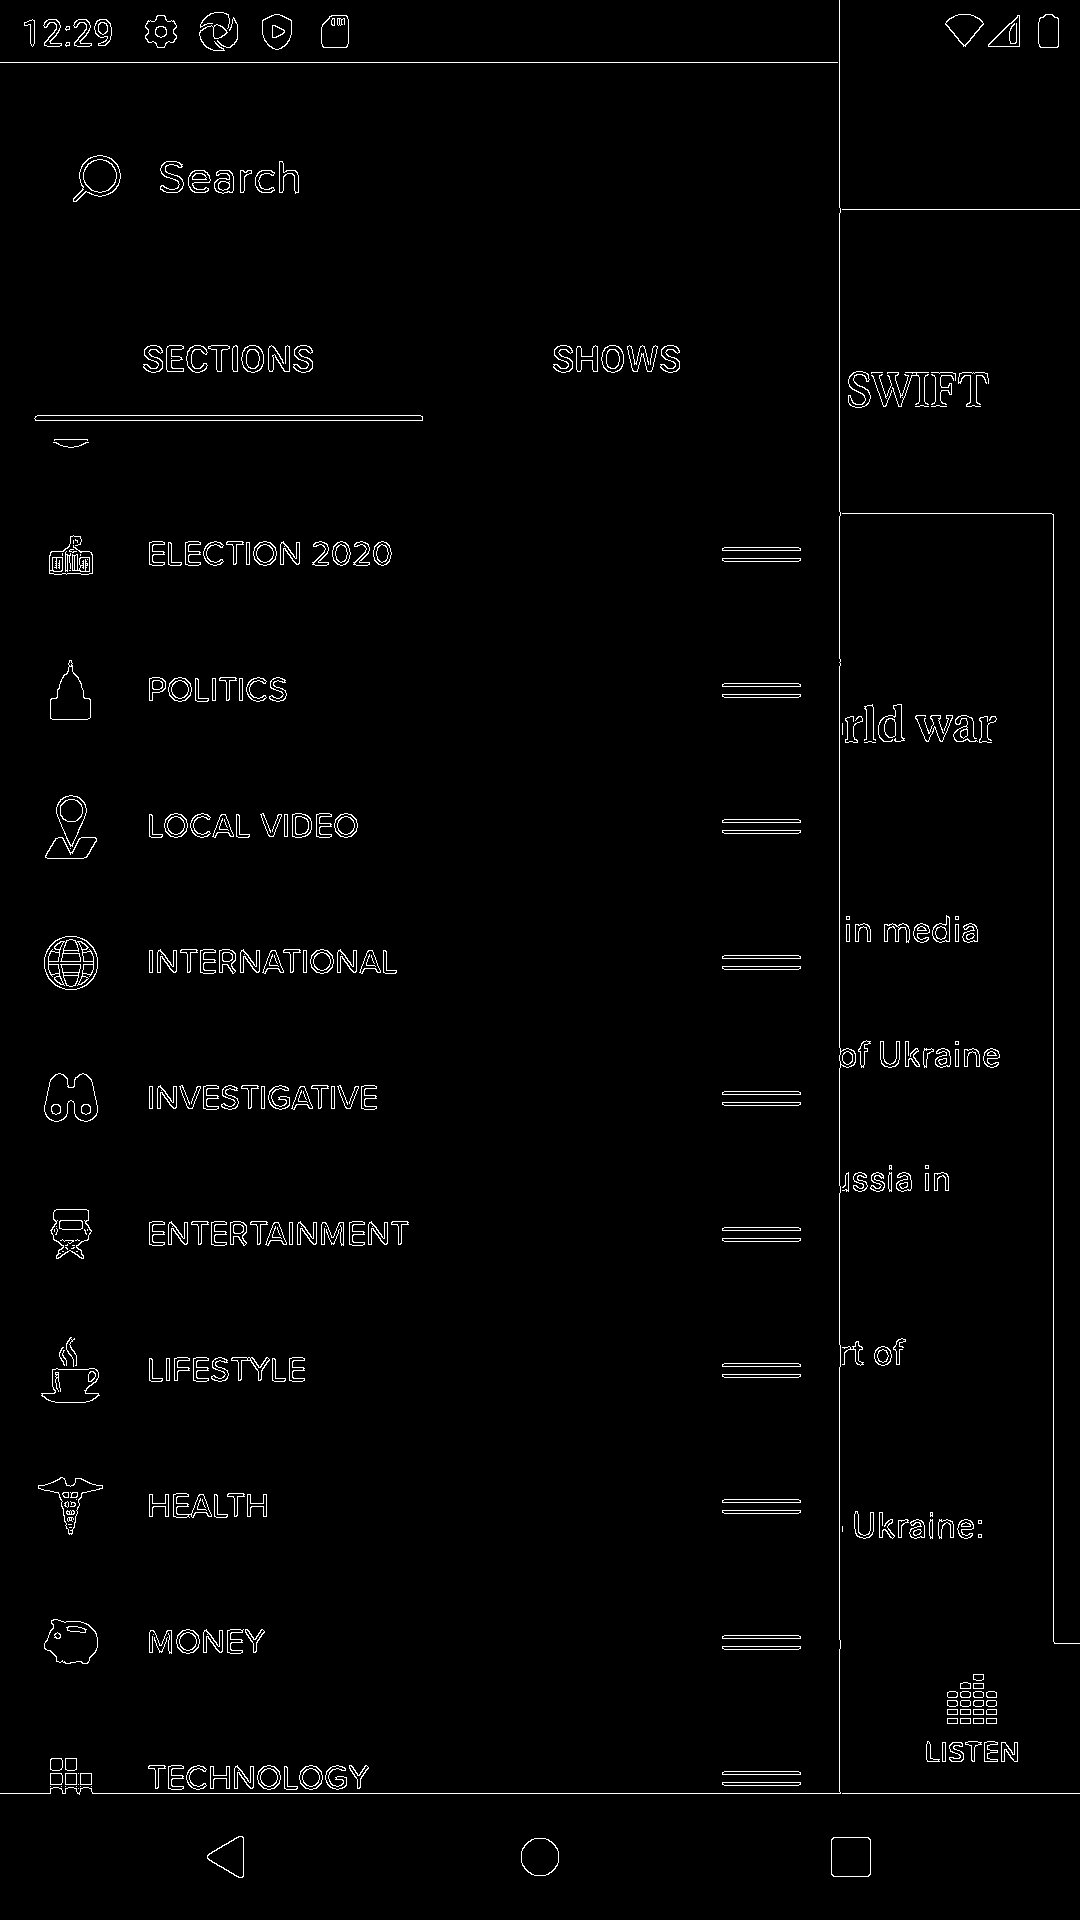 12:29
Search
SECTIONS SHOWS
SWIFT
ELECTION 2020
POLITICS
rld war
LOCAL VIDEO
in media
INTERNATIONAL
of Ukraine
INVESTIGATIVE
ussia in
ENTERTAINMENT
rt of
LIFESTYLE
HEALTH
Ukraine:
MONEY
LISTEN
TECHNOLOGY